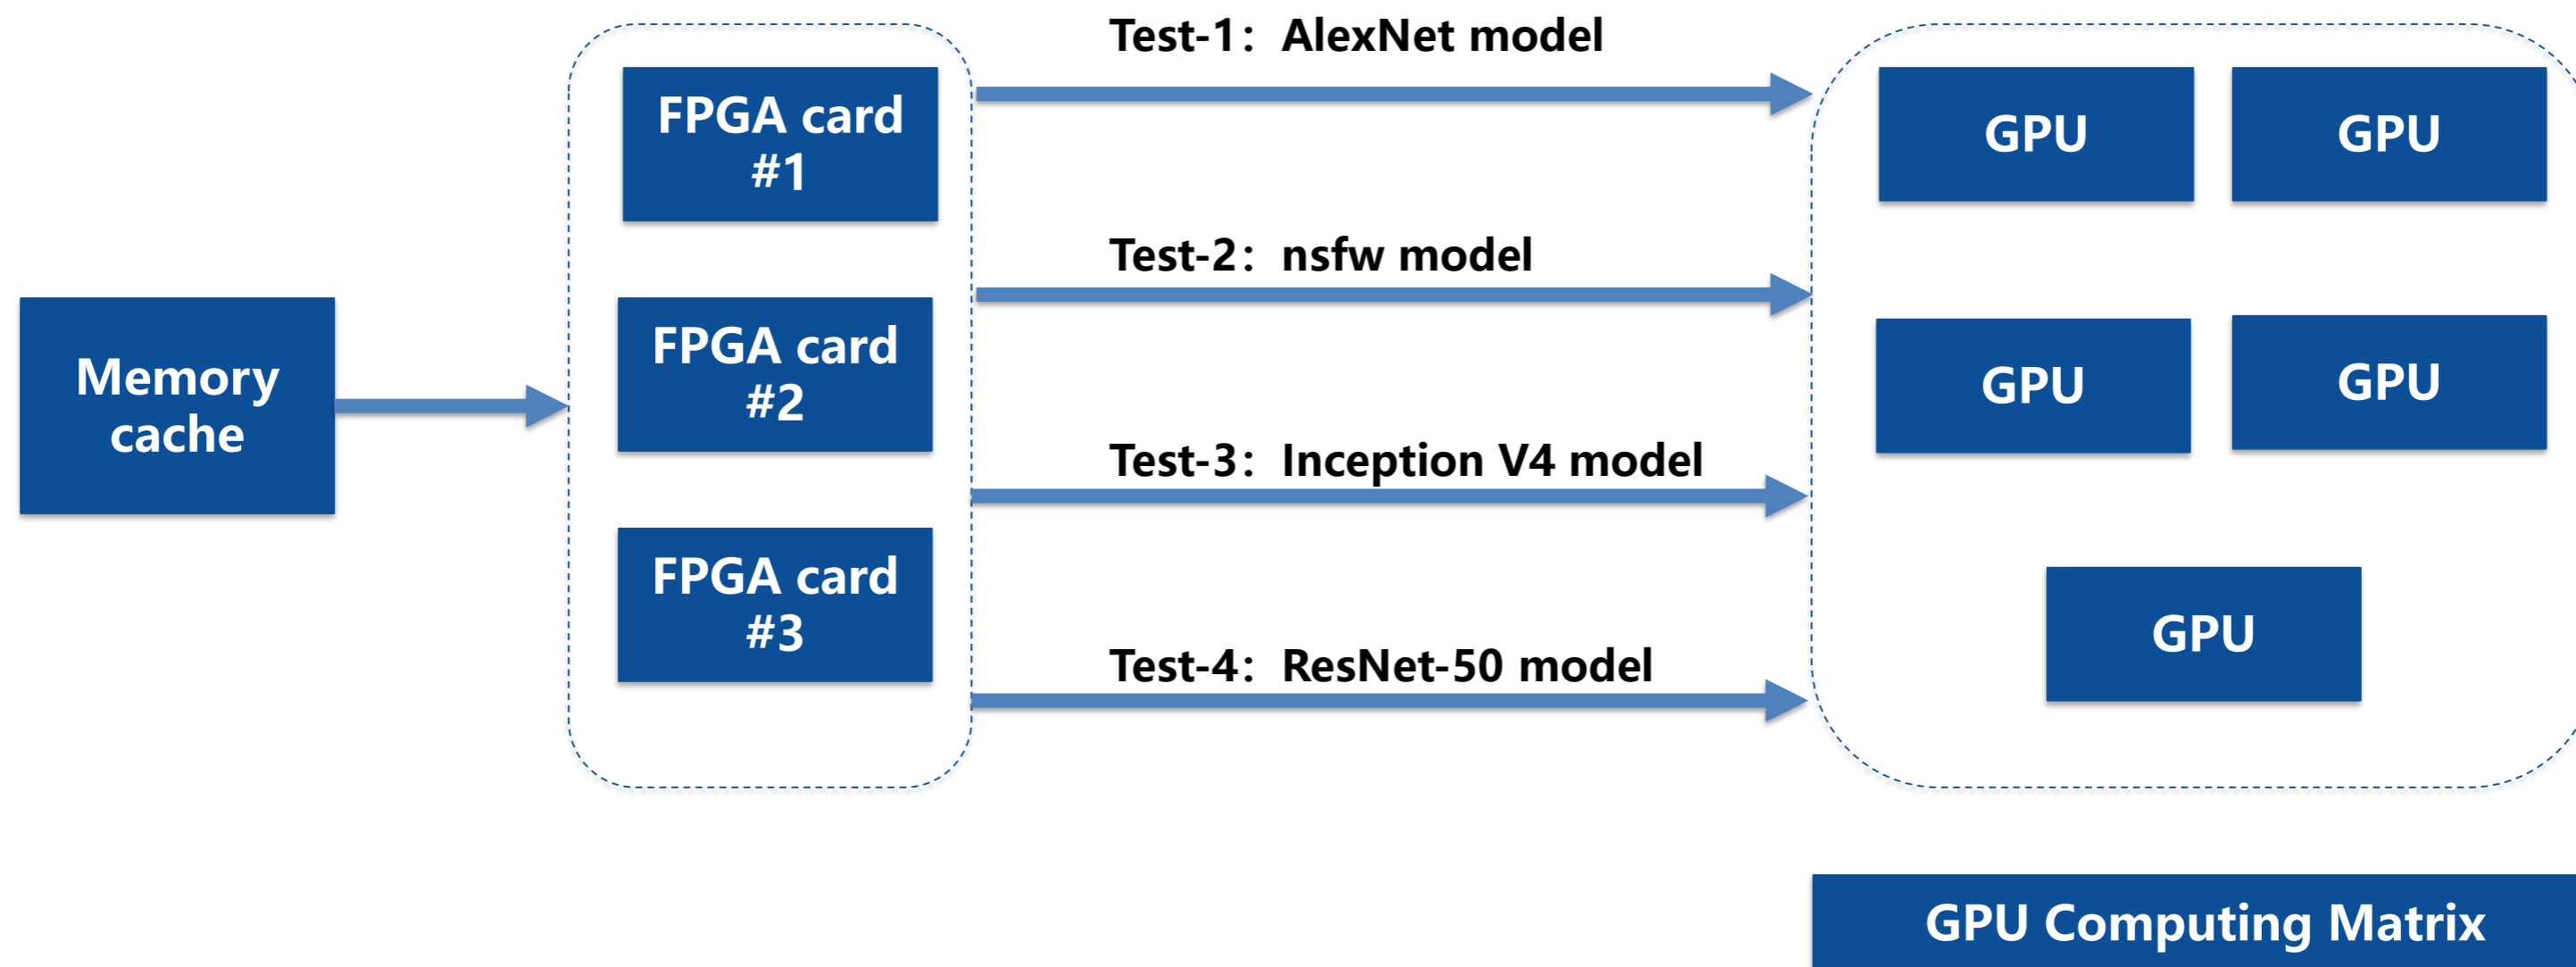 Memory
cache
FPGA card
#1
FPGA card
#2
FPGA card
#3
Test-1：AlexNet model
Test-2：nsfw model
Test-3：Inception V4 model
Test-4：ResNet-50 model
GPU
GPU
GPU
GPU
GPU
GPU Computing Matrix